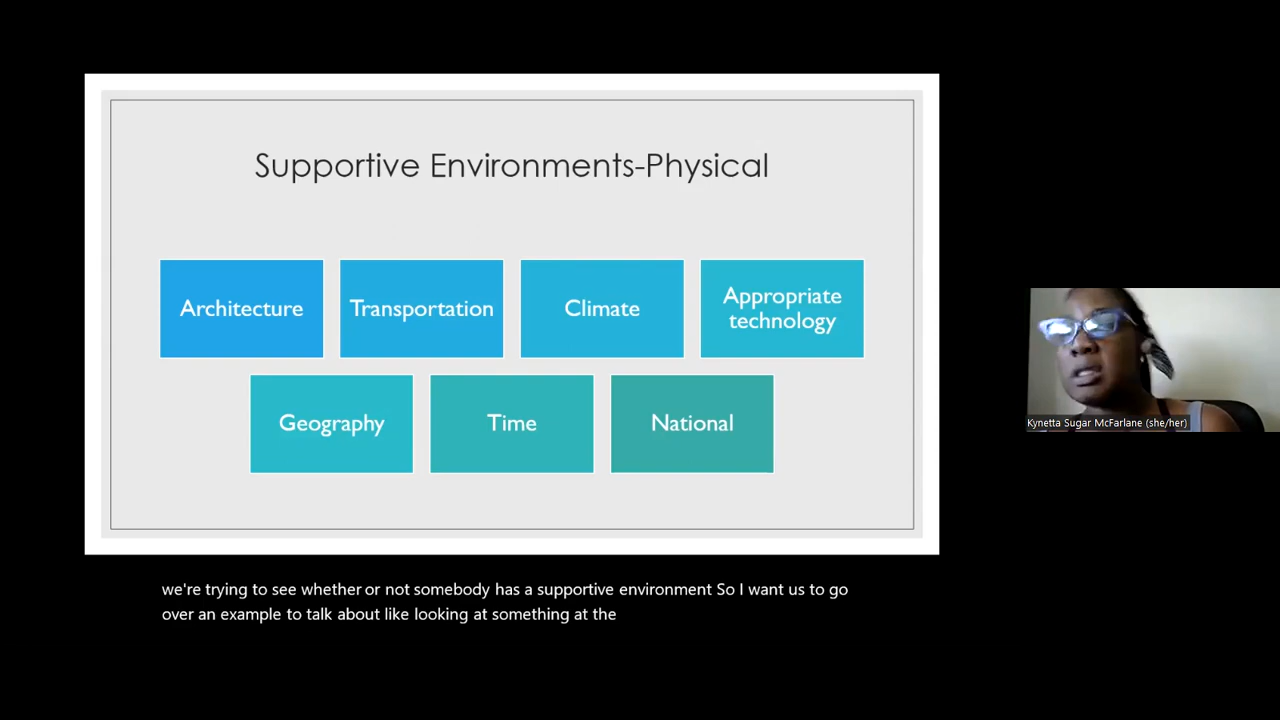 Supportive Environments-Physical
Architecture
Transportation
Climate
Appropriate
technology
Geography
Time
National
Kynetta Sugar McFarlane (she/her)
we're trying to see whether or not somebody has a supportive environment So I want us to go
over an example to talk about like looking at something at the